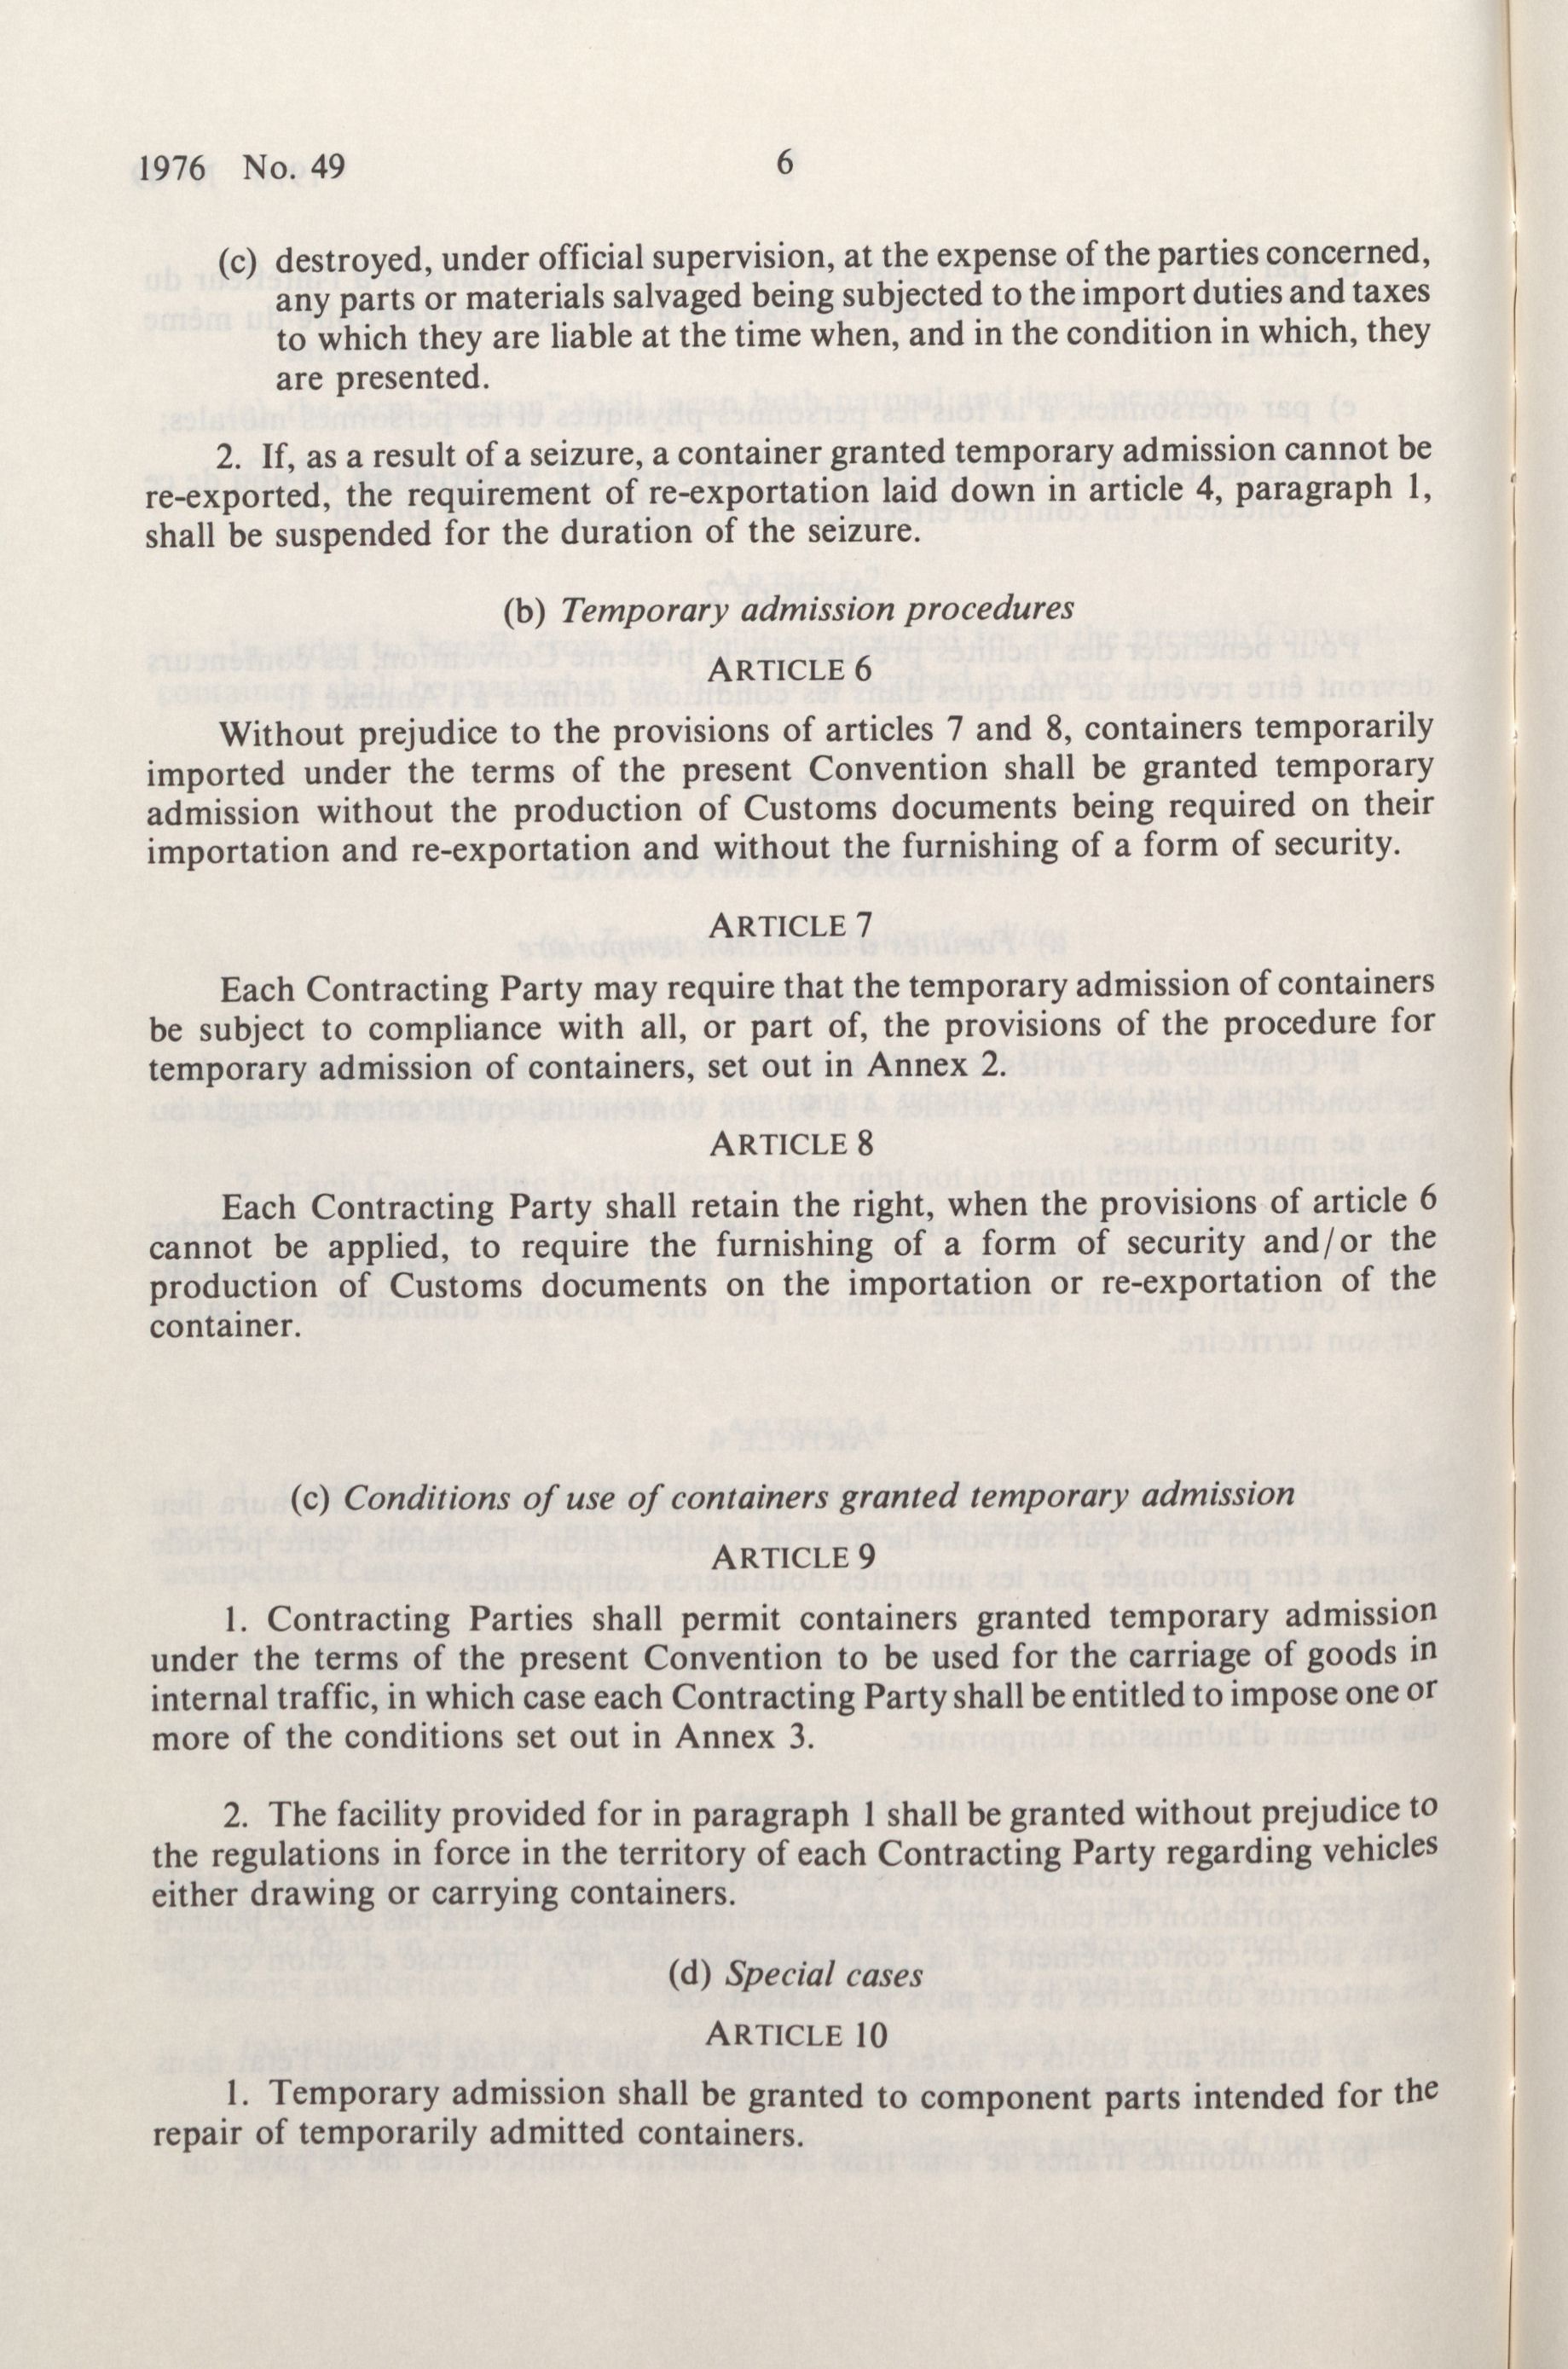 1976 No. 49
6
(c) destroyed, under official supervision, at the expense of the parties concerned,
any parts or materials salvaged being subjected to the import duties and taxes
to which they are liable at the time when, and in the condition in which, they
are presented.
2. If, as a result of a seizure, a container granted temporary admission cannot be
re-exported, the requirement of re-exportation laid down in article 4, paragraph 1,
shall be suspended for the duration of the seizure.
(b) Temporary admission procedures
ARTICLE 6
Without prejudice to the provisions of articles 7 and 8, containers temporarily
imported under the terms of the present Convention shall be granted temporary
admission without the production of Customs documents being required on their
importation and re-exportation and without the furnishing of a form of security.
ARTICLE 7
Each Contracting Party may require that the temporary admission of containers
be subject to compliance with all, or part of, the provisions of the procedure for
temporary admission of containers, set out in Annex 2.
ARTICLE 8
Each Contracting Party shall retain the right, when the provisions of article 6
cannot be applied, to require the furnishing of a form of security and/or the
production of Customs documents on the importation or re-exportation of the
container.
(c) Conditions of use of containers granted temporary admission
ARTICLE 9
1. Contracting Parties shall permit containers granted temporary admission
under the terms of the present Convention to be used for the carriage of goods in
internal traffic, in which case each Contracting Party shall be entitled to impose one or
more of the conditions set out in Annex 3.
2. The facility provided for in paragraph 1 shall be granted without prejudice to
the regulations in force in the territory of each Contracting Party regarding vehicles
either drawing or carrying containers.
(d) Special cases
ARTICLE 10
1. Temporary admission shall be granted to component parts intended for the
repair of temporarily admitted containers.